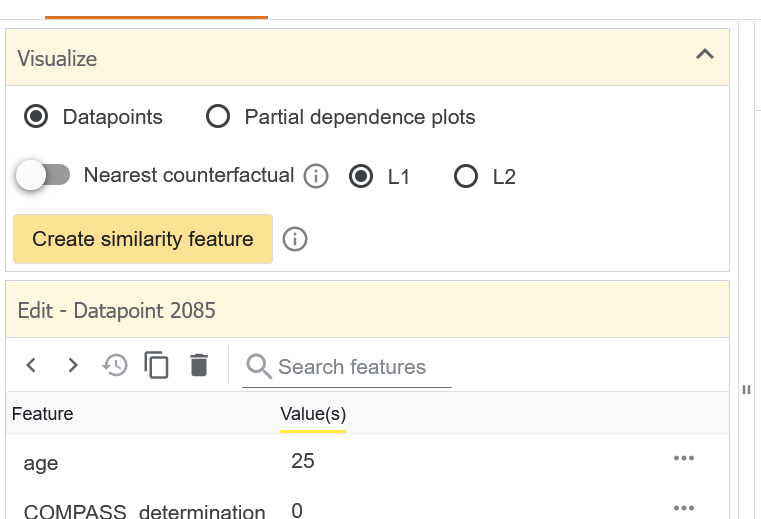 Visualize
Datapoints Partial dependence plots
Nearest counterfactual L1 L2
Create similarity feature
Edit - Datapoint 2085
Search features
Feature Value(s)
age 25
COMPASS_determination 0